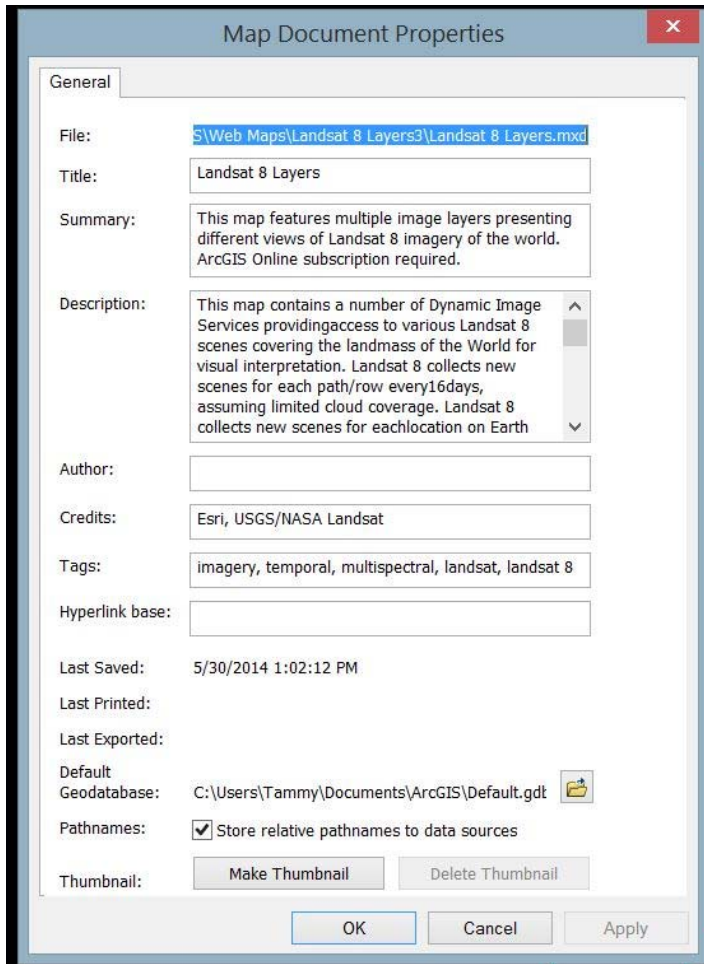 Map Document Properties
x
General
File: S\Web Maps\Landsat 8 Layers3\Landsat 8 Layers.mxd
Title: Landsat 8 Layers
Summary: This map features multiple image layers presenting
different views of Landsat 8 imagery of the world.
ArcGIS Online subscription required.
Description: This map contains a number of Dynamic Image
Services providingaccess to various Landsat 8
scenes covering the landmass of the World for
visual interpretation. Landsat 8 collects new
scenes for each path/row every16days,
assuming limited cloud coverage. Landsat 8
collects new scenes for eachlocation on Earth
Author:
Credits: Esri, USGS/NASA Landsat
Tags: imagery, temporal, multispectral, landsat, landsat 8
Hyperlink base:
Last Saved: 5/30/2014 1:02:12 PM
Last Printed:
Last Exported:
Default
Geodatabase: C:\Users\Tammy\Documents\ArcGIS\Default.gdb
Pathnames: Store relative pathnames to data sources
Thumbnail: Make Thumbnail Delete Thumbnail
OK Cancel Apply